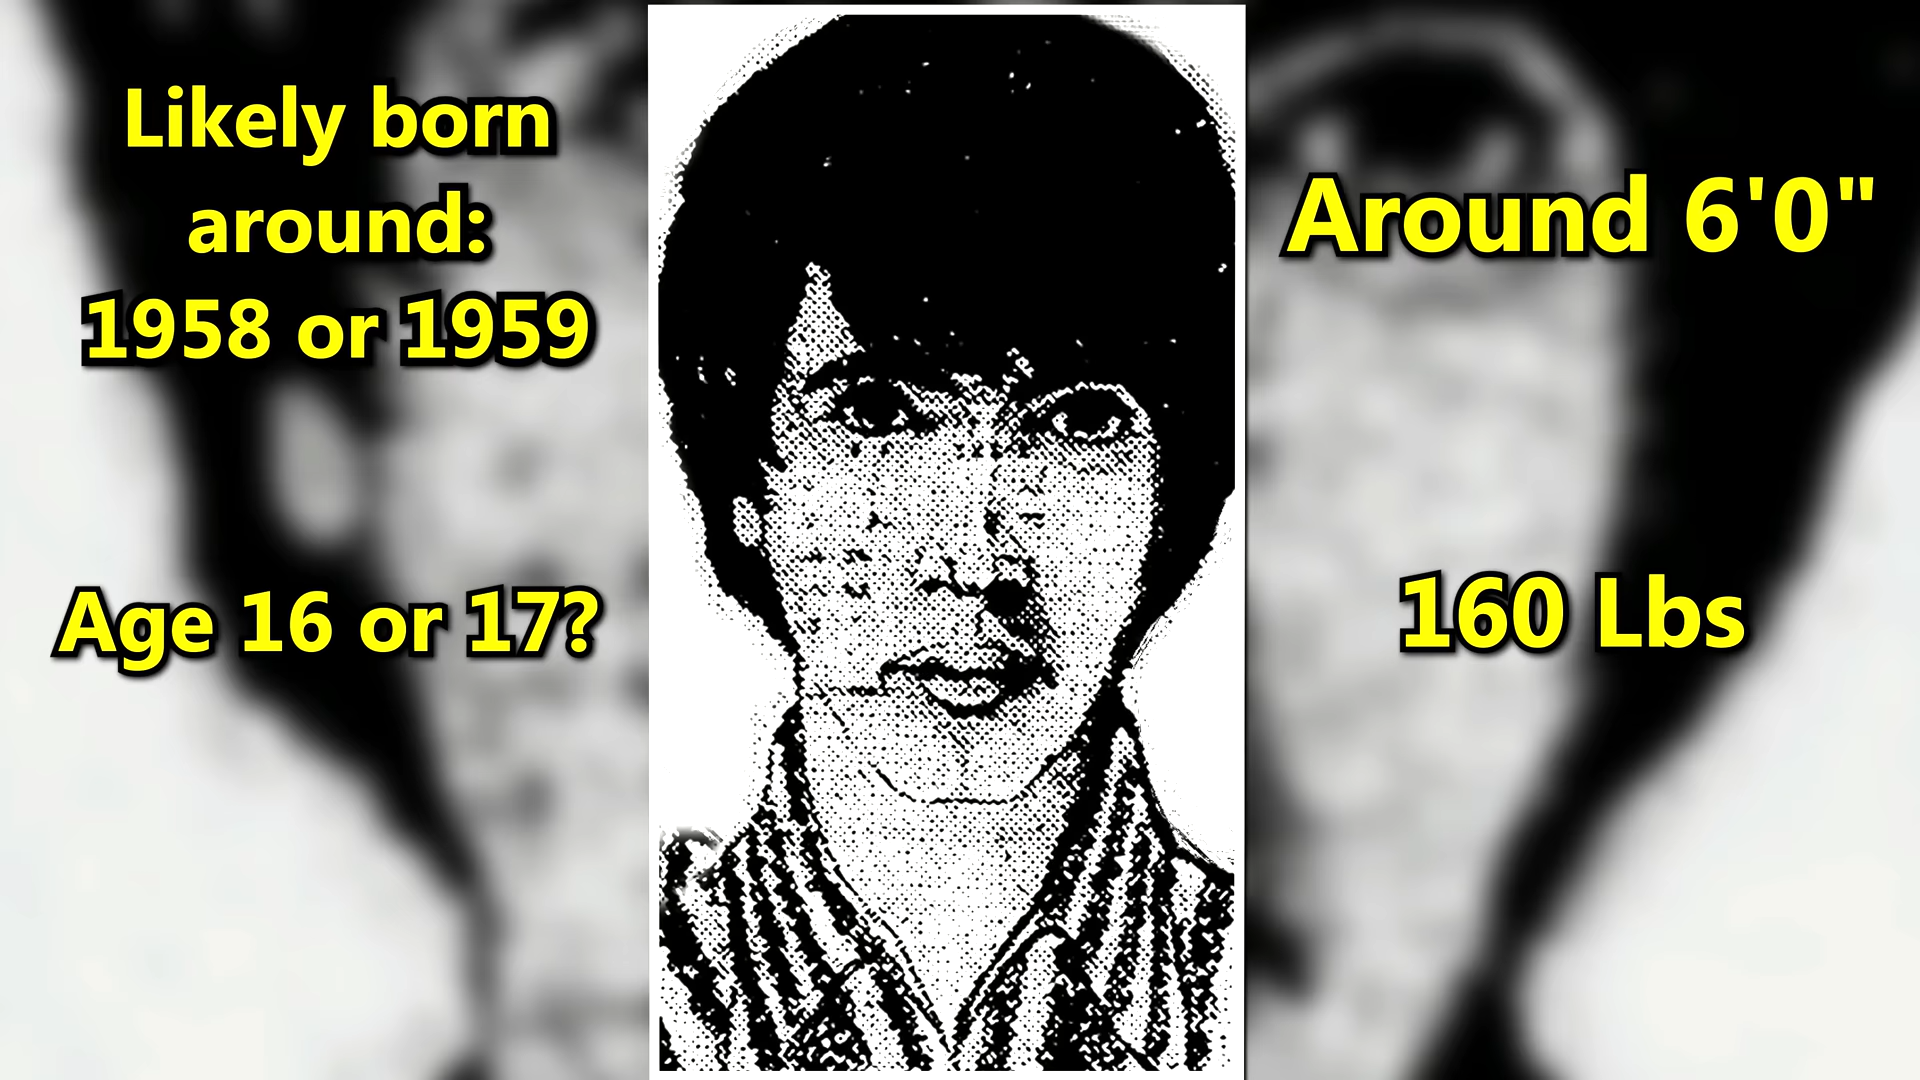 Likely born
around:
1958 or 1959
Age 16 or 17?
Around 6'0"
160 Lbs